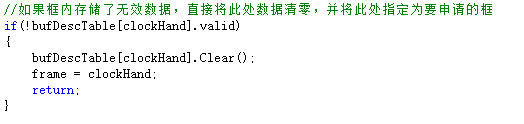 //如果框内存储了无效数据，直接将此处数据清零，并将此处指定为要申请的框
if(!bufDescTable[clockHand].valid)
{
    bufDescTable[clockHand].Clear();
    frame = clockHand;
    return;
}